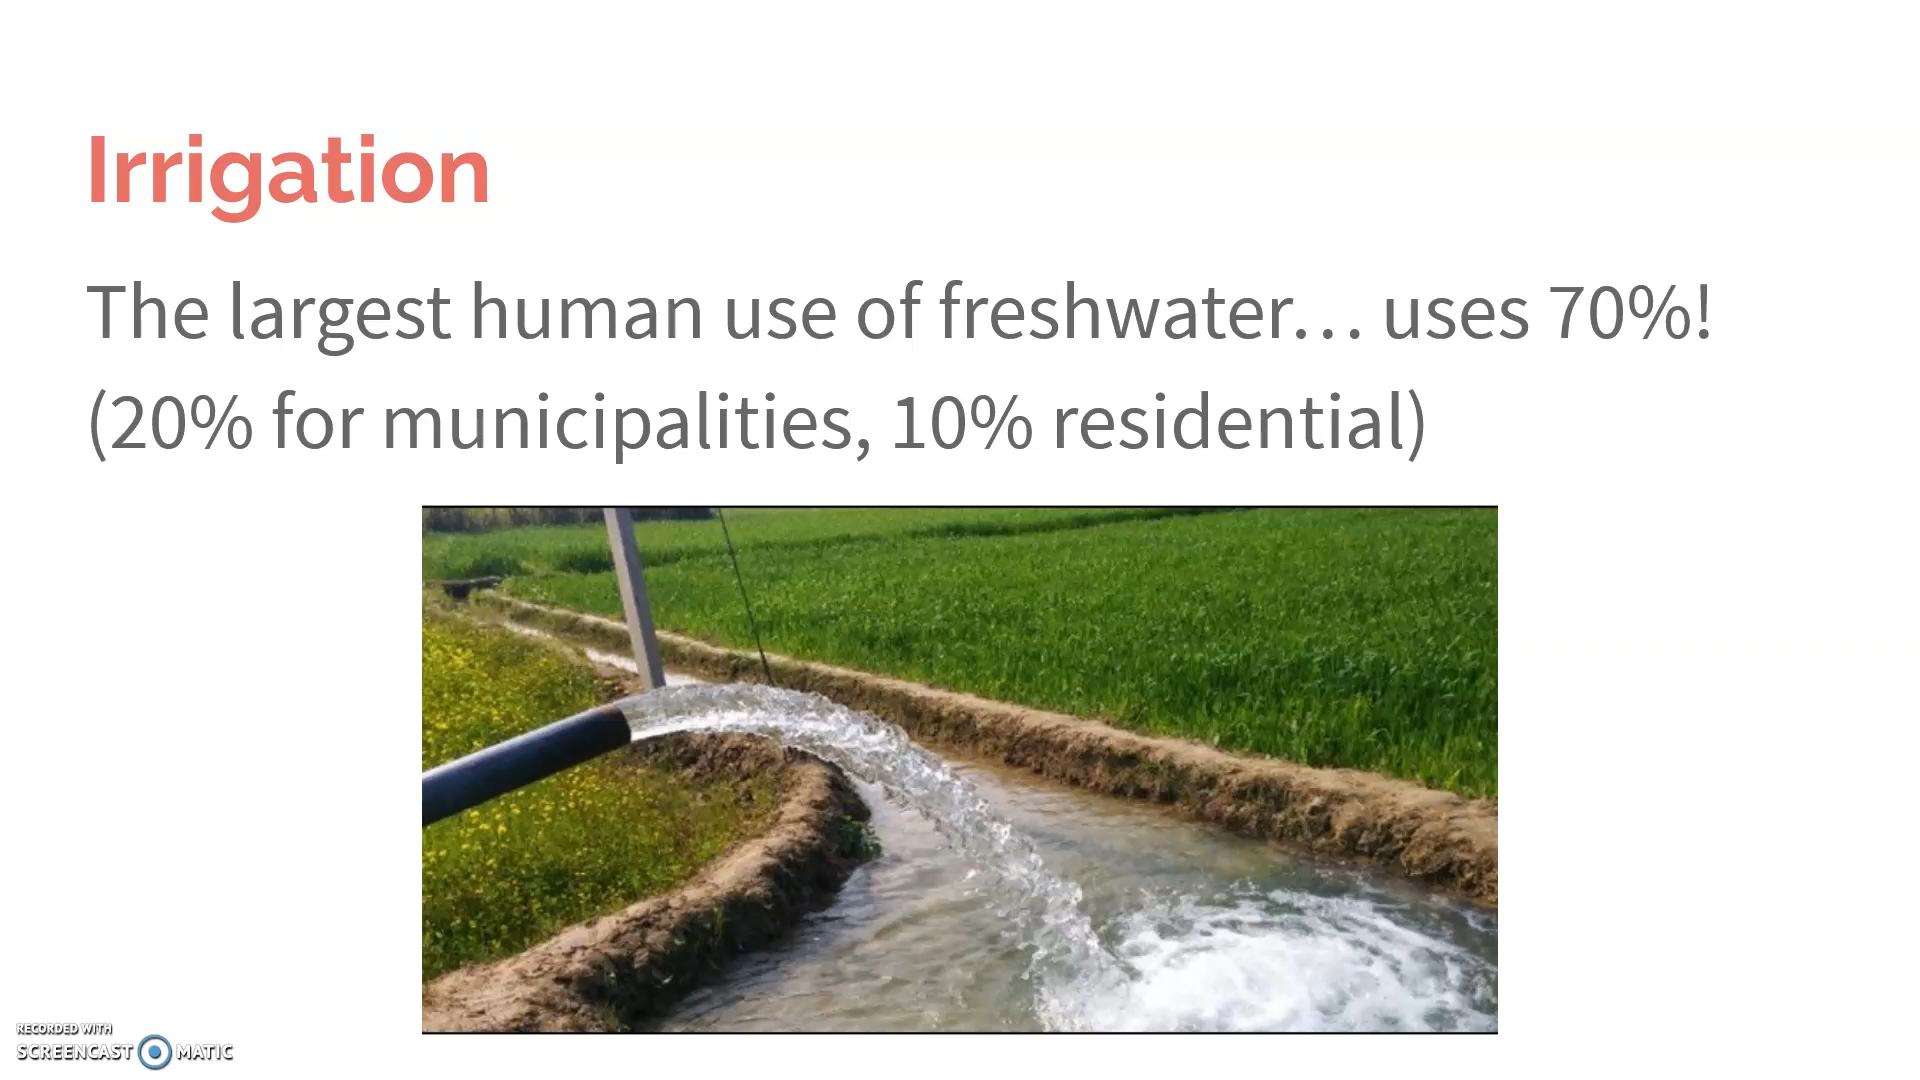 Irrigation
The largest human use of freshwater… uses 70%!
(20% for municipalities, 10% residential)
RECORDED WITH
SCREENCAST MATIC